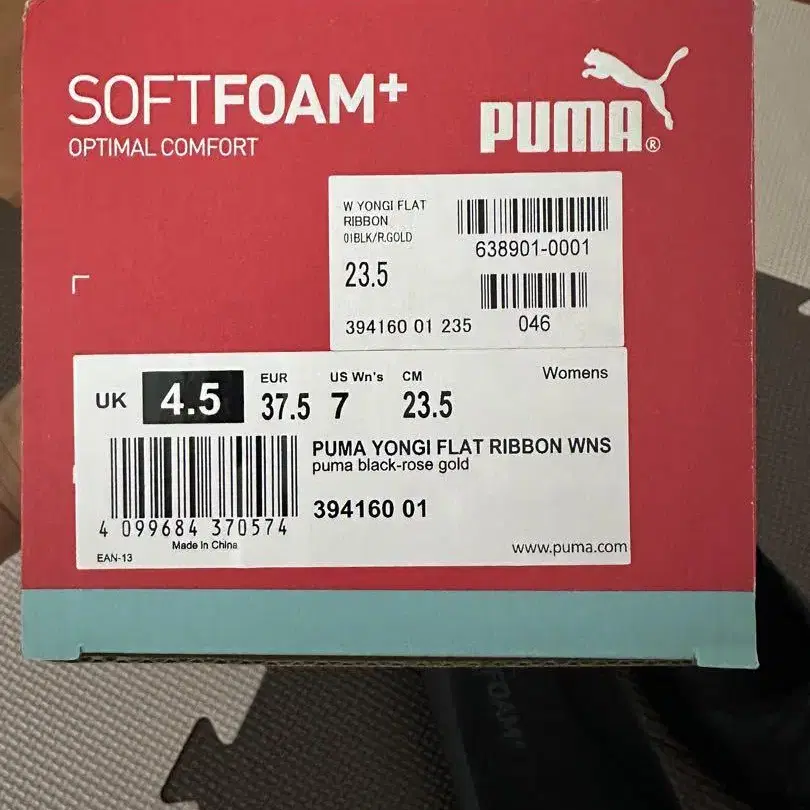 SOFTFOAM+
OPTIMAL COMFORT
PUMA®
W YONGI FLAT
RIBBON
01BLK/R.GOLD
638901-0001
23.5
394160 01 235
046
UK 4.5
EUR
37.5
US Wn's
7
CM
23.5
Womens
PUMA YONGI FLAT RIBBON WNS
puma black-rose gold
394160 01
4 099684 370574
Made in China
EAN-13
www.puma.com
FOAM+